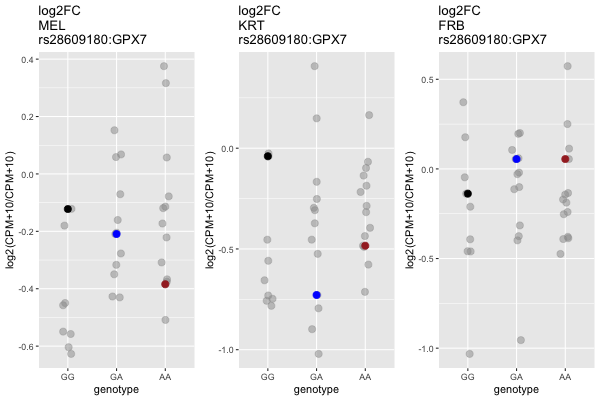 log2FC
MEL
rs28609180:GPX7
log2(CPM+10/CPM+10)
0.4
0.2
0.0
-0.2
-0.4
-0.6
GG GA AA
genotype
log2FC
KRT
rs28609180:GPX7
log2(CPM+10/CPM+10)
0.0
-0.5
-1.0
GG GA AA
genotype
log2FC
FRB
rs28609180:GPX7
log2(CPM+10/CPM+10)
0.5
0.0
-0.5
-1.0
GG GA AA
genotype